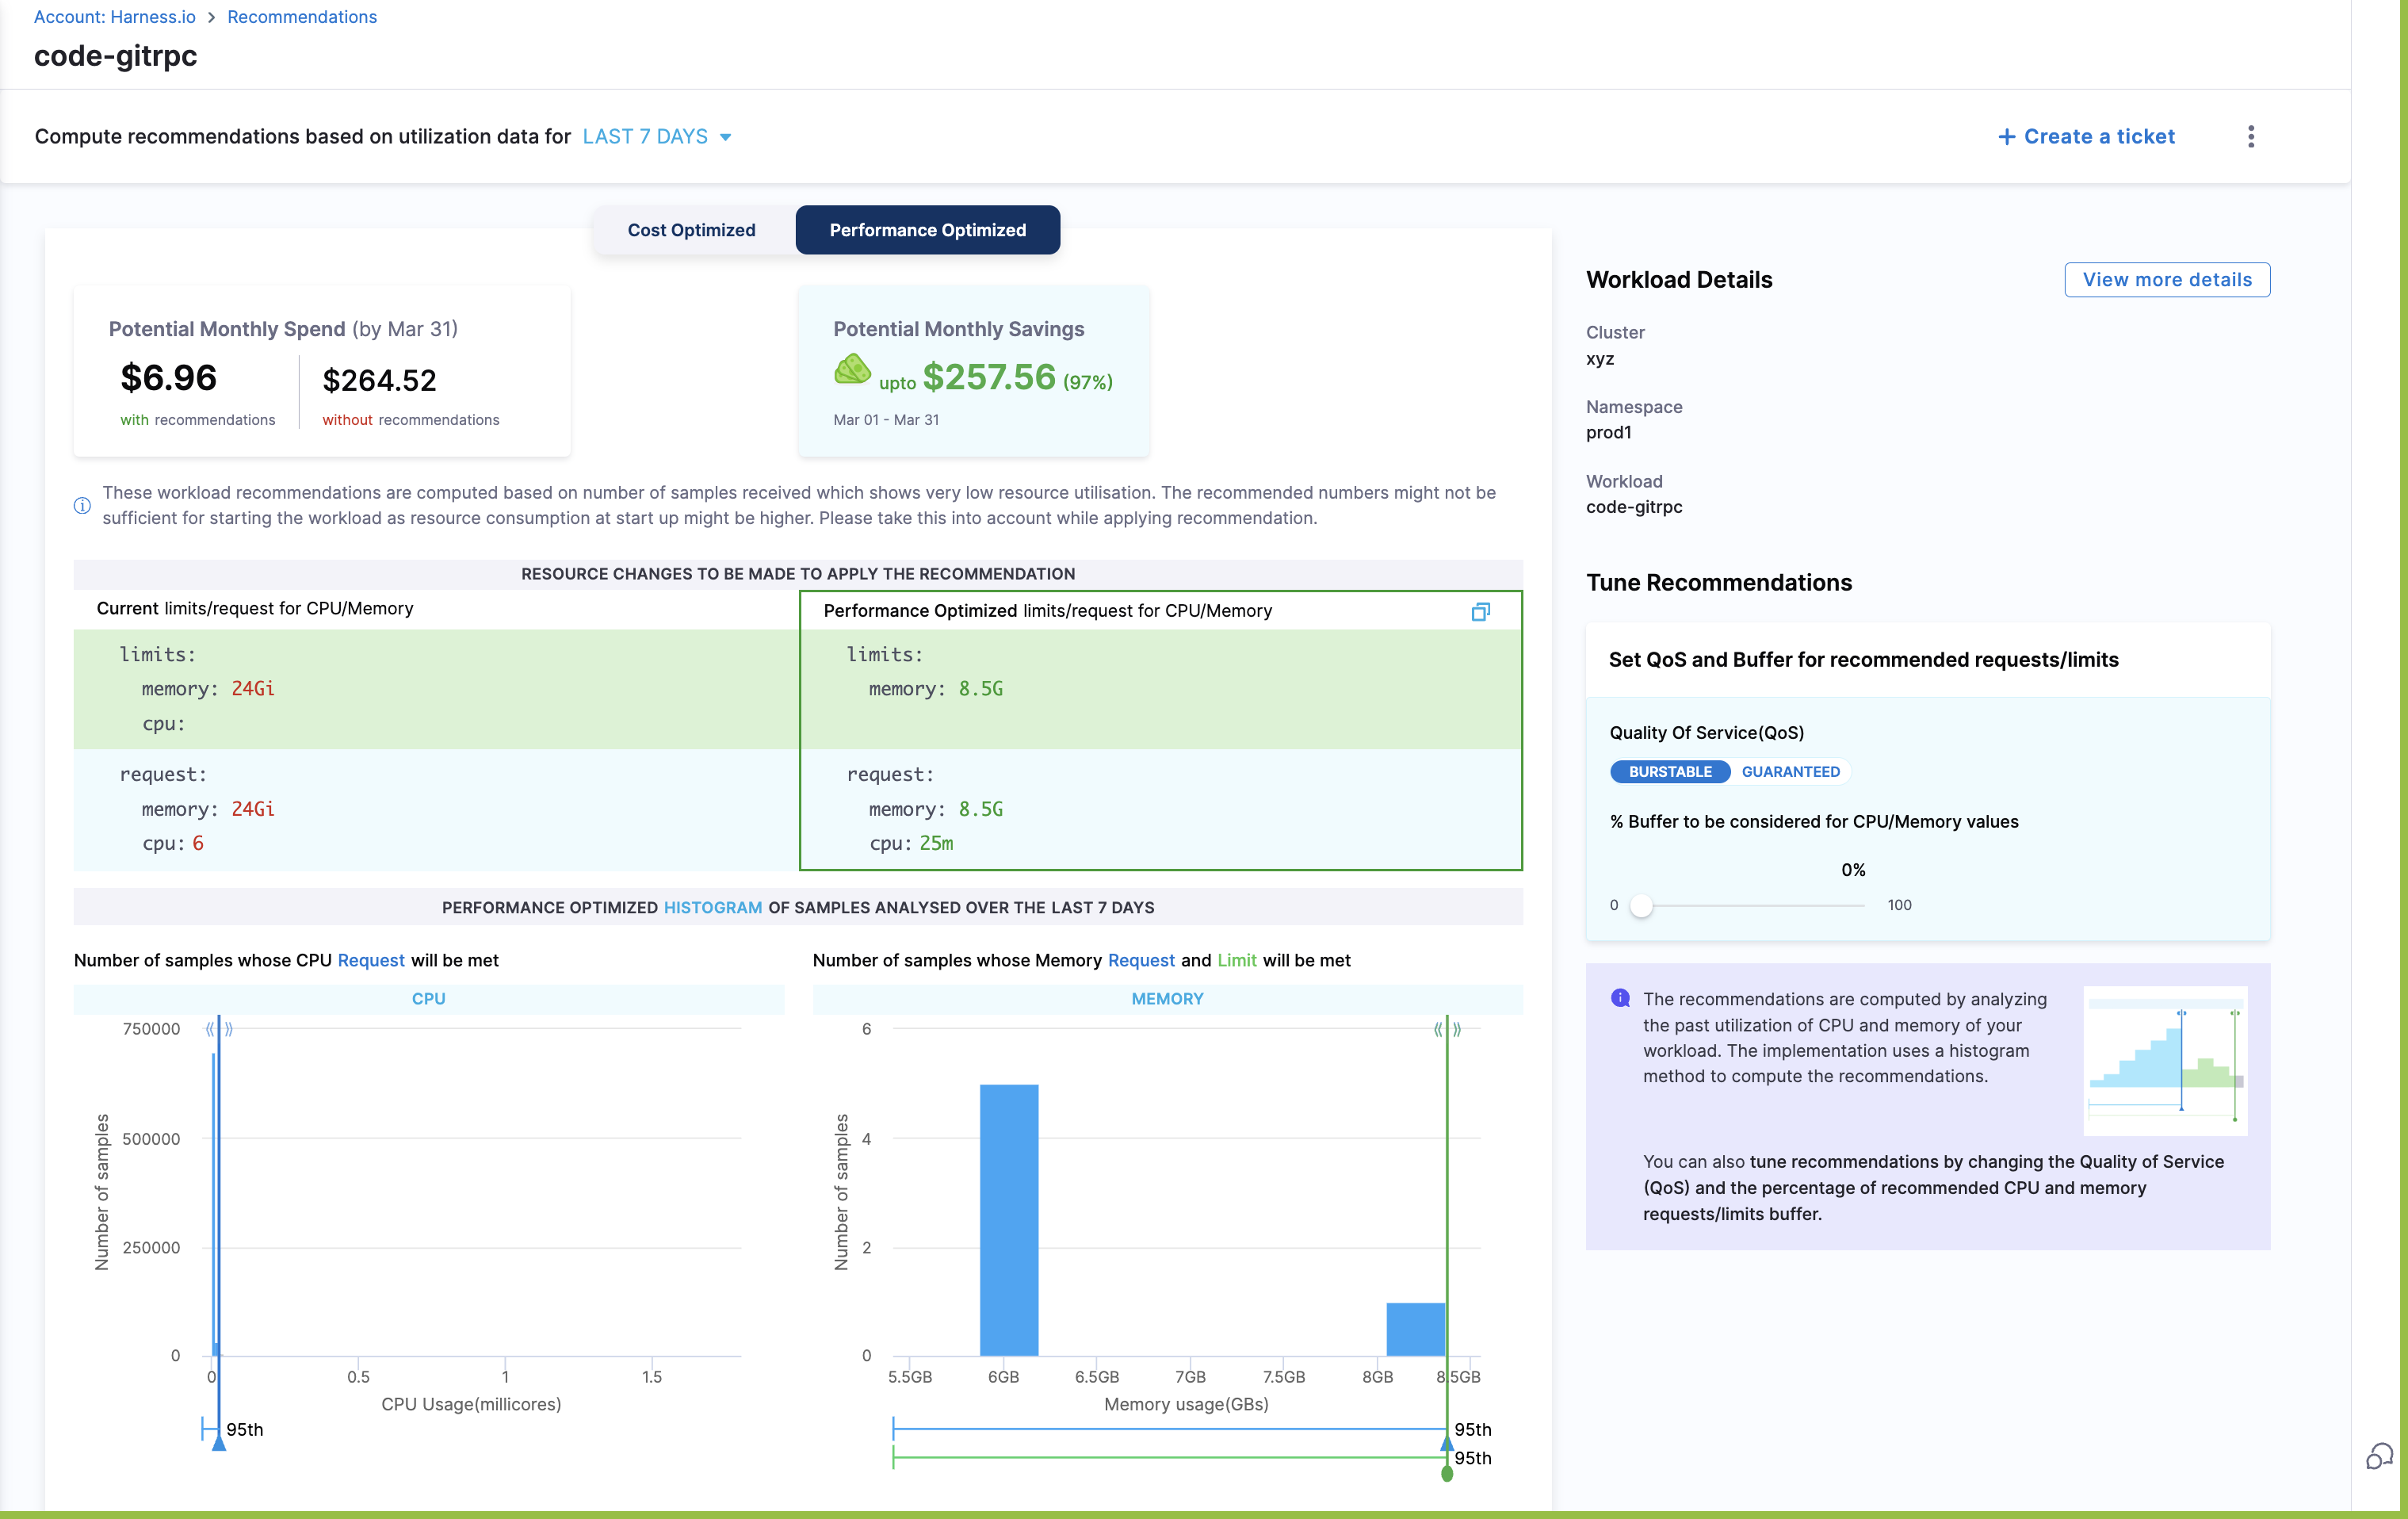 Account: Harness.io > Recommendations
code-gitrpc
Compute recommendations based on utilization data for LAST 7 DAYS
+ Create a ticket
Cost Optimized
Performance Optimized
Potential Monthly Spend (by Mar 31)
$6.96
with recommendations
$264.52
without recommendations
Potential Monthly Savings
upto $257.56 (97%)
Mar 01 - Mar 31
These workload recommendations are computed based on number of samples received which shows very low resource utilisation. The recommended numbers might not be
sufficient for starting the workload as resource consumption at start up might be higher. Please take this into account while applying recommendation.
RESOURCE CHANGES TO BE MADE TO APPLY THE RECOMMENDATION
Current limits/request for CPU/Memory
limits:
memory: 24Gi
cpu:
request:
memory: 24Gi
cpu: 6
Performance Optimized limits/request for CPU/Memory
limits:
memory: 8.5G
request:
memory: 8.5G
cpu: 25m
PERFORMANCE OPTIMIZED HISTOGRAM OF SAMPLES ANALYSED OVER THE LAST 7 DAYS
Number of samples whose CPU Request will be met
CPU
750000
500000
250000
0
Number of samples
0
0.5
1
1.5
CPU Usage(millicores)
95th
Number of samples whose Memory Request and Limit will be met
MEMORY
6
4
2
0
Number of samples
5.5GB
6GB
6.5GB
7GB
7.5GB
8GB
8.5GB
Memory usage(GBs)
95th
95th
Workload Details
View more details
Cluster
xyz
Namespace
prod1
Workload
code-gitrpc
Tune Recommendations
Set QoS and Buffer for recommended requests/limits
Quality Of Service(QoS)
BURSTABLE
GUARANTEED
% Buffer to be considered for CPU/Memory values
0%
0
100
The recommendations are computed by analyzing
the past utilization of CPU and memory of your
workload. The implementation uses a histogram
method to compute the recommendations.
You can also tune recommendations by changing the Quality of Service
(QoS) and the percentage of recommended CPU and memory
requests/limits buffer.